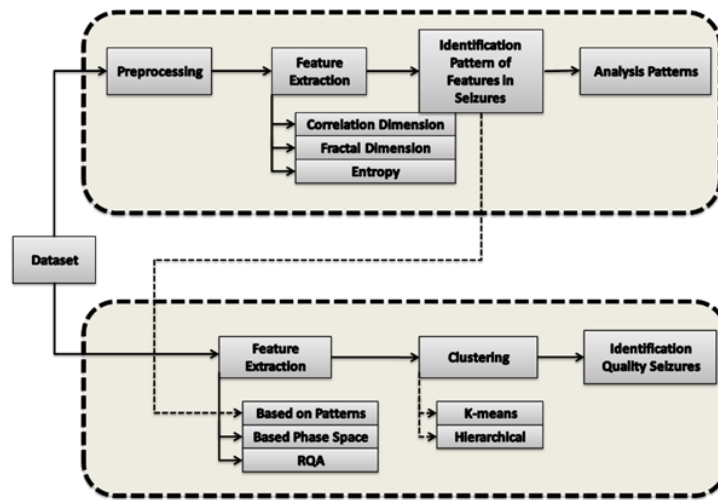 Preprocessing
Feature
Extraction
Identification
Pattern of
Features in
Seizures
Analysis Patterns
Correlation Dimension
Fractal Dimension
Entropy
Dataset
Feature
Extraction
Clustering
Identification
Quality Seizures
Based on Patterns
Based Phase Space
RQA
K-means
Hierarchical